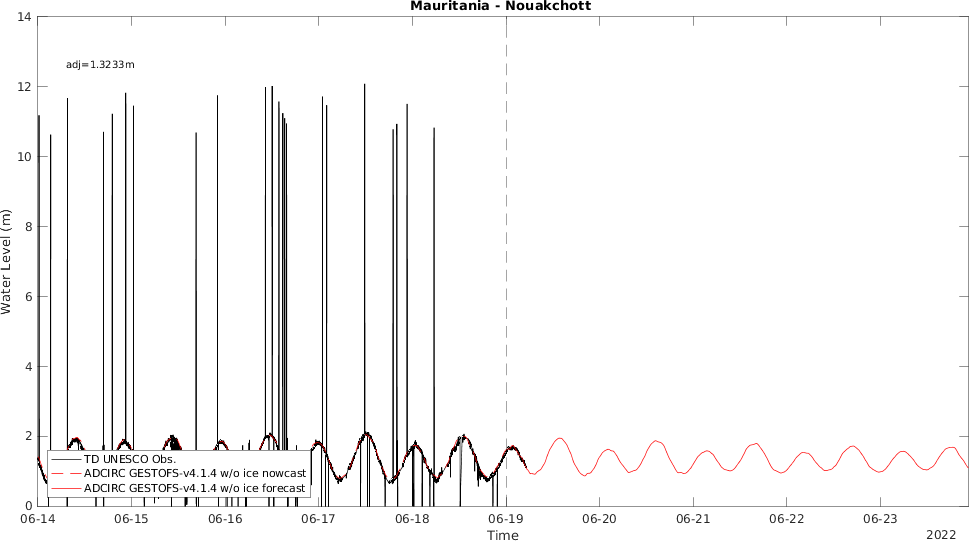 Mauritania - Nouakchott
14
adj=1.3233m
12
10
8
6
4
2
0
Water Level (m)
TD UNESCO Obs.
ADCIRC GESTOFS-v4.1.4 w/o ice nowcast
ADCIRC GESTOFS-v4.1.4 w/o ice forecast
06-14 06-15 06-16 06-17 06-18 06-19 06-20 06-21 06-22 06-23
Time
2022